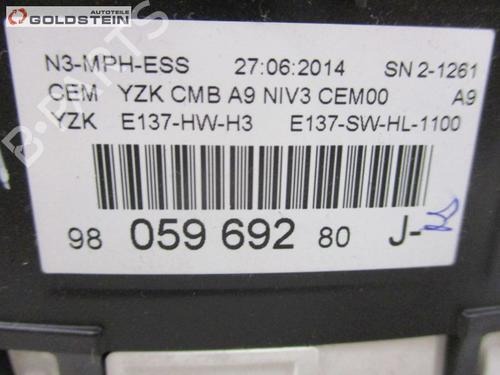 Autoteile
GOLDSTEIN
N3-MPH-ESS 27:06:2014 SN 2-1261
CEM YZK CMB A9 NIV3 CEM00 A9
YZK E137-HW-H3 E137-SW-HL-1100
98 059 692 80 J-